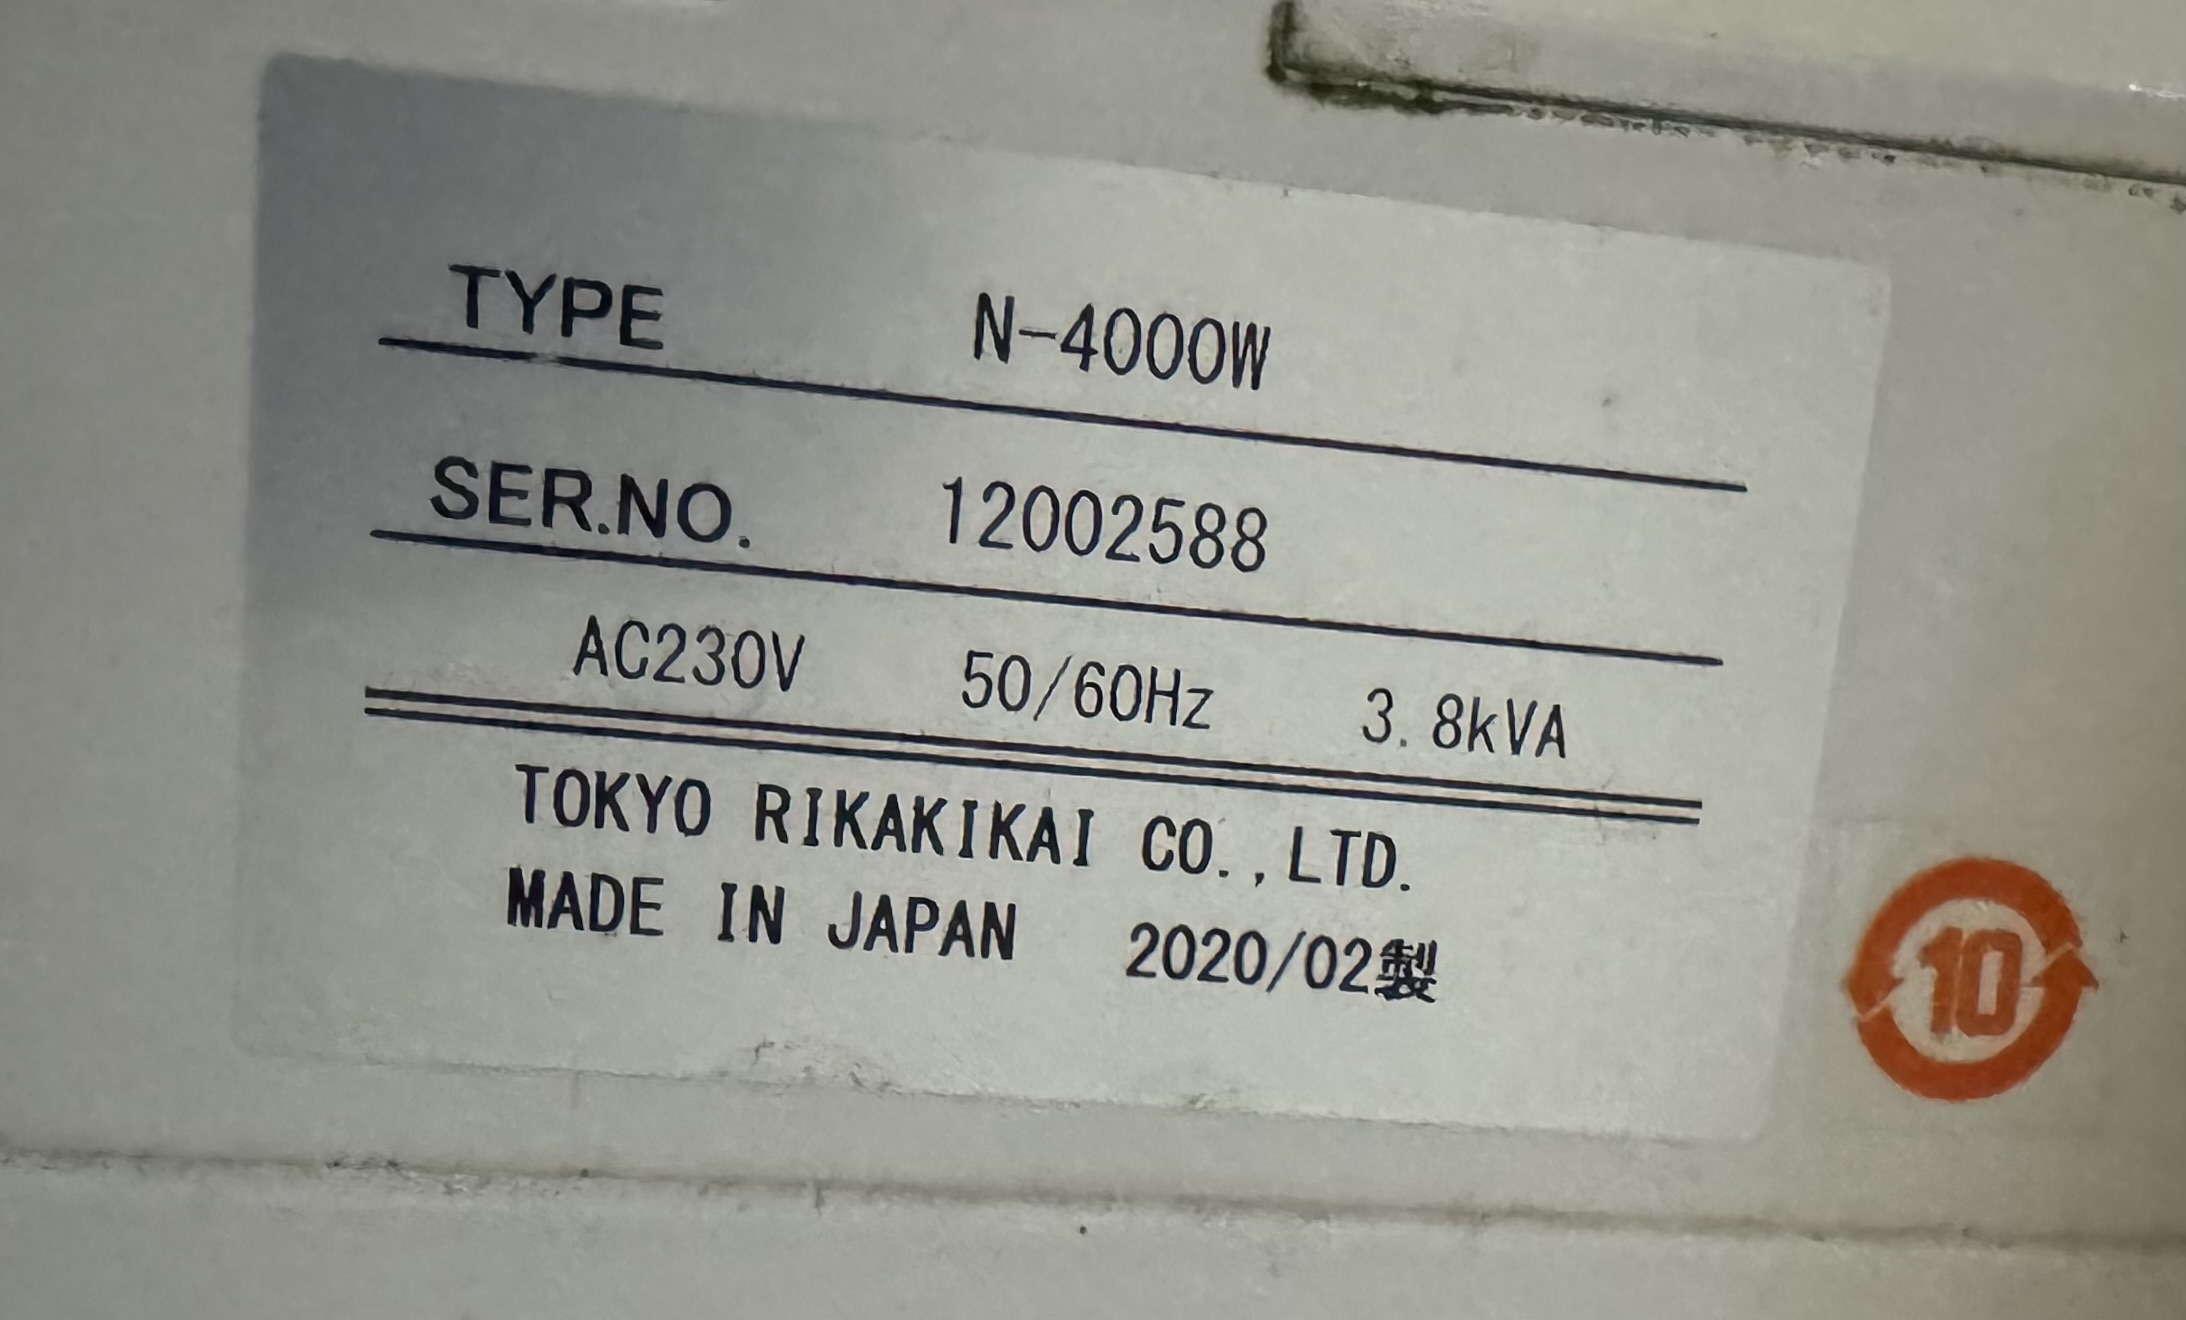 TYPE N-4000W
SER.NO. 12002588
AC230V 50/60Hz 3.8kVA
TOKYO RIKAKIKAI CO.,LTD.
MADE IN JAPAN 2020/02製
10